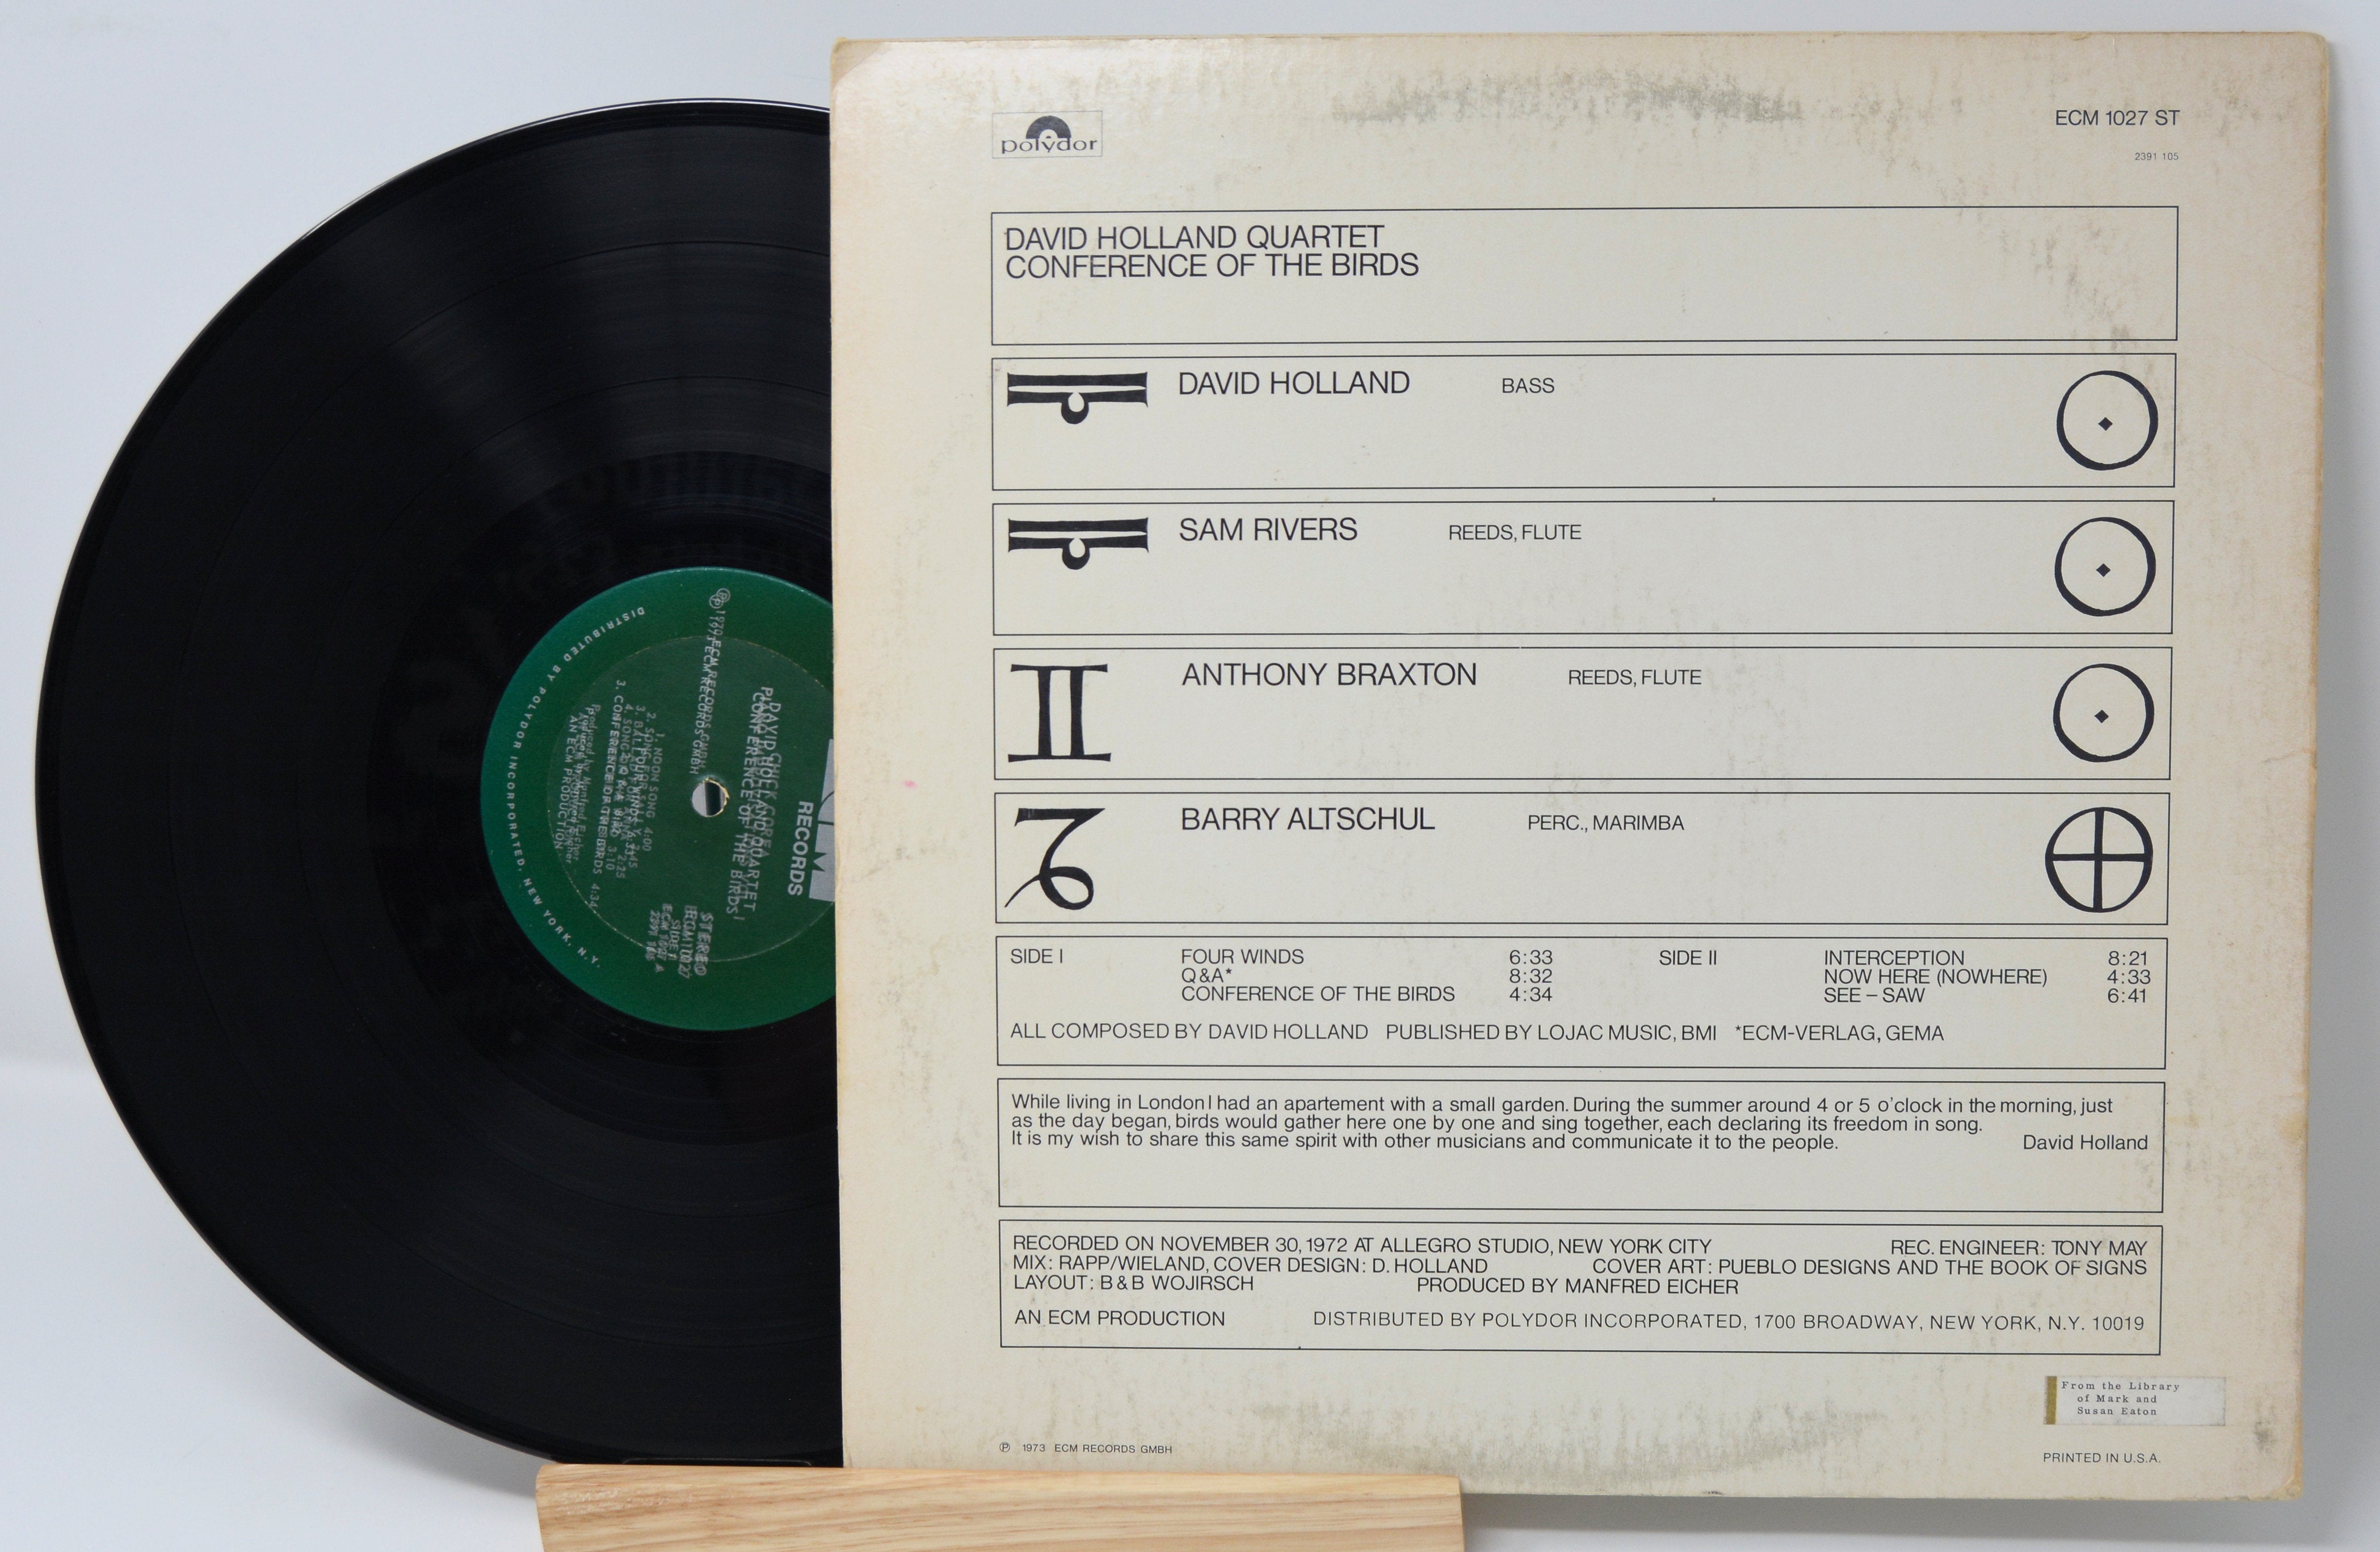 polydor
ECM 1027 ST
2391 105
DAVID HOLLAND QUARTET
CONFERENCE OF THE BIRDS
DAVID HOLLAND BASS
SAM RIVERS REEDS, FLUTE
ANTHONY BRAXTON REEDS, FLUTE
BARRY ALTSCHUL PERC., MARIMBA
SIDE I FOUR WINDS 6:33 SIDE II INTERCEPTION 8:21
Q&A* 8:32 NOW HERE (NOWHERE) 4:33
CONFERENCE OF THE BIRDS 4:34 SEE – SAW 6:41
ALL COMPOSED BY DAVID HOLLAND PUBLISHED BY LOJAC MUSIC, BMI *ECM-VERLAG, GEMA
While living in London I had an apartement with a small garden. During the summer around 4 or 5 o'clock in the morning, just
as the day began, birds would gather here one by one and sing together, each declaring its freedom in song.
It is my wish to share this same spirit with other musicians and communicate it to the people. David Holland
RECORDED ON NOVEMBER 30, 1972 AT ALLEGRO STUDIO, NEW YORK CITY REC. ENGINEER: TONY MAY
MIX: RAPP/WIELAND, COVER DESIGN: D. HOLLAND COVER ART: PUEBLO DESIGNS AND THE BOOK OF SIGNS
LAYOUT: B & B WOJIRSCH PRODUCED BY MANFRED EICHER
AN ECM PRODUCTION DISTRIBUTED BY POLYDOR INCORPORATED, 1700 BROADWAY, NEW YORK, N.Y. 10019
From the Library
of Mark and
Susan Eaton
℗ 1973 ECM RECORDS GMBH
PRINTED IN U.S.A.
RECORDS
STEREO
DISTRIBUTED BY POLYDOR INCORPORATED, NEW YORK, N.Y.